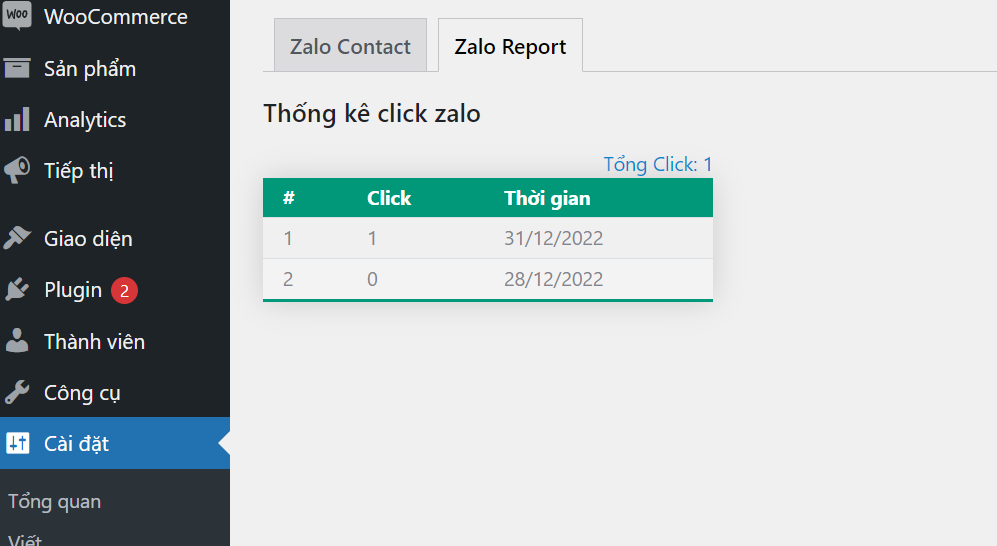 WOO WooCommerce
Sản phẩm
Analytics
Tiếp thị
Giao diện
Plugin 2
Thành viên
Công cụ
Cài đặt
Tổng quan
Viết
Zalo Contact Zalo Report
Thống kê click zalo
Tổng Click: 1
# Click Thời gian
1 1 31/12/2022
2 0 28/12/2022